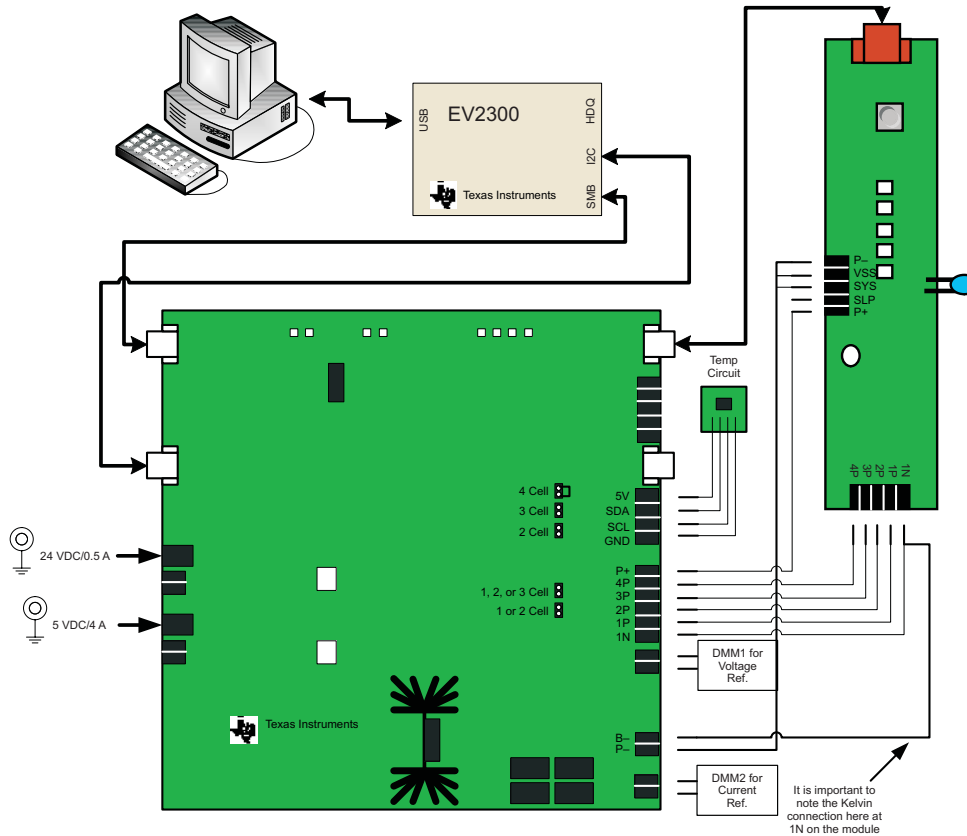 USB
EV2300
HDQ
I2C
SMB
Texas Instruments
P–
VSS
SYS
SLP
P+
4P
3P
2P
1P
1N
Temp
Circuit
4 Cell
3 Cell
2 Cell
5V
SDA
SCL
GND
24 VDC/0.5 A
5 VDC/4 A
1, 2, or 3 Cell
1 or 2 Cell
P+
4P
3P
2P
1P
1N
DMM1 for
Voltage
Ref.
Texas Instruments
B–
P–
DMM2 for
Current
Ref.
It is important to
note the Kelvin
connection here at
1N on the module